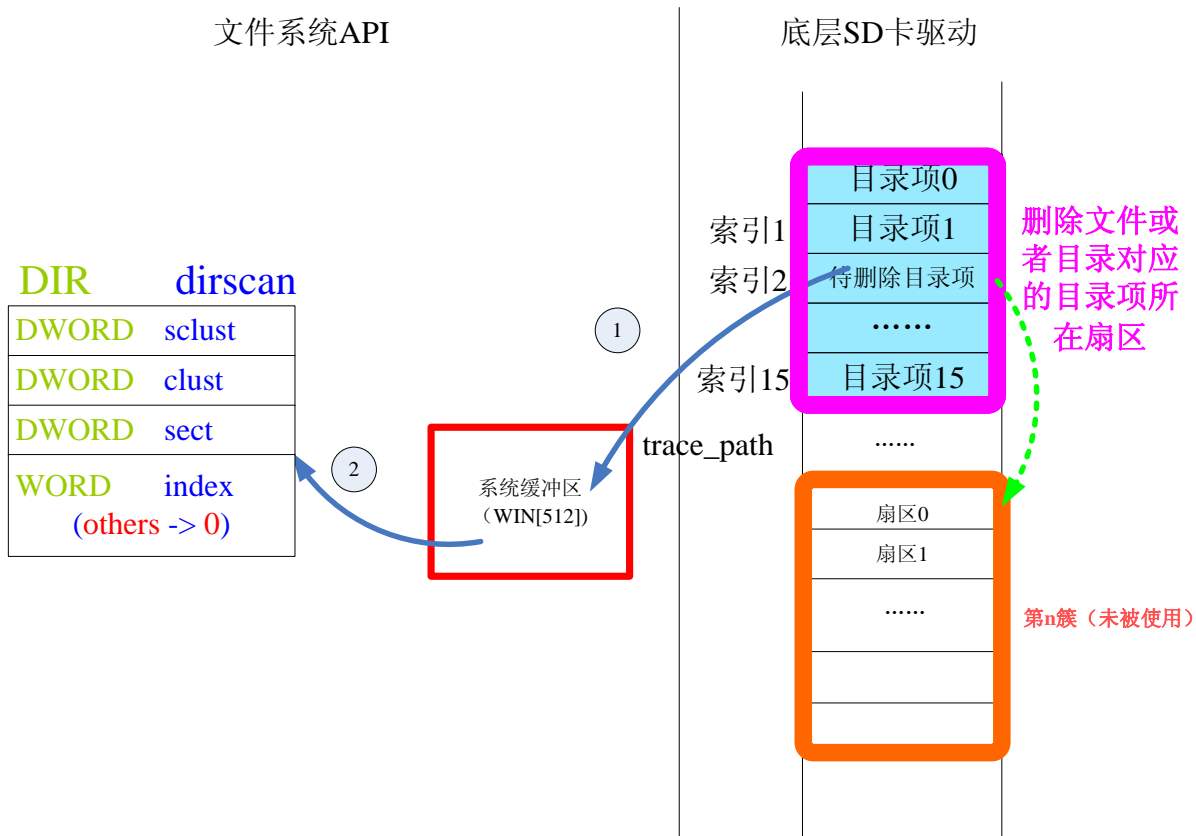 文件系统API
底层SD卡驱动
DIR dirscan
DWORD sclust
DWORD clust
DWORD sect
WORD index
(others -> 0)
1
2
系统缓冲区
（WIN[512])
trace_path
目录项0
索引1 目录项1
索引2 待删除目录项
……
索引15 目录项15
删除文件或
者目录对应
的目录项所
在扇区
……
扇区0
扇区1
……
第n簇（未被使用）